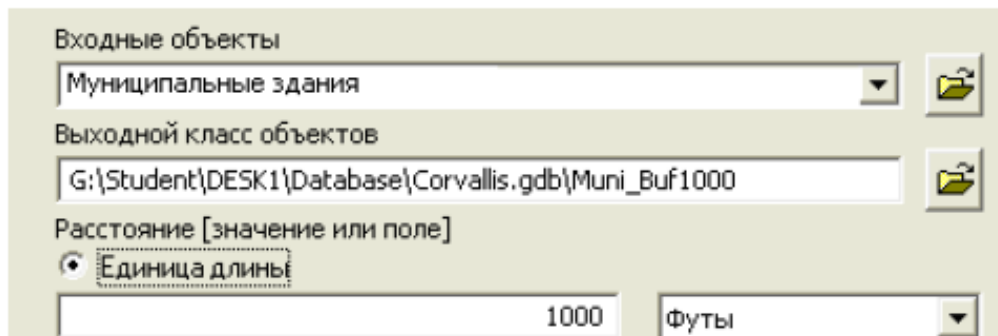 Входные объекты
Муниципальные здания
Выходной класс объектов
G:\Student\DESK1\Database\Corvallis.gdb\Muni_Buf1000
Расстояние [значение или поле]
Единица длины
1000 Футы